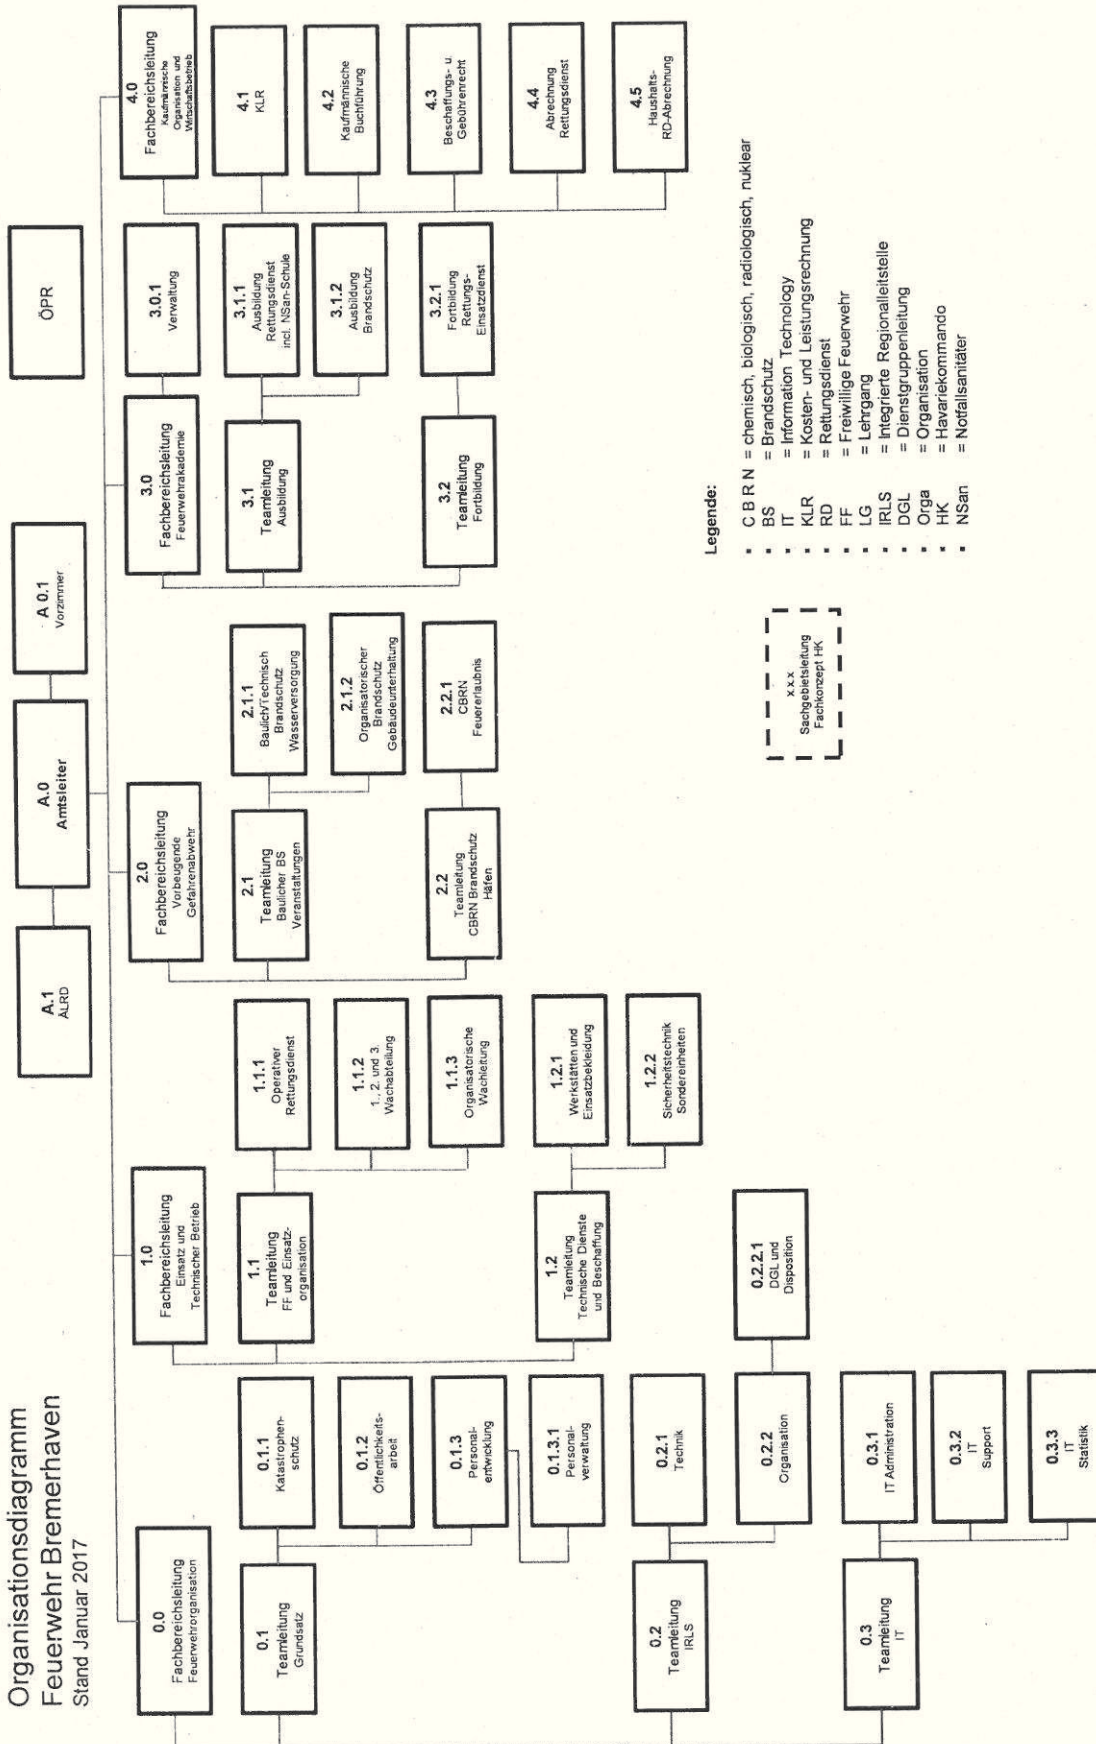 Organisationsdiagramm
Feuerwehr Bremerhaven
Stand Januar 2017
A.1
ÄLRD
A.0
Amtsleiter
A 0.1
Vorzimmer
ÖPR
0.0
Fachbereichsleitung
Feuerwehrorganisation
0.1
Teamleitung
Grundsatz
0.1.1
Katastrophen-
schutz
0.1.2
Öffentlichkeits-
arbeit
0.1.3
Personal-
entwicklung
0.1.3.1
Personal-
verwaltung
0.2
Teamleitung
IRLS
0.2.1
Technik
0.2.2
Organisation
0.2.2.1
DGL und
Disposition
0.3
Teamleitung
IT
0.3.1
IT Administration
0.3.2
IT
Support
0.3.3
IT
Statistik
1.0
Fachbereichsleitung
Einsatz und
Technischer Betrieb
1.1
Teamleitung
FF und Einsatz-
organisation
1.1.1
Operativer
Rettungsdienst
1.1.2
1., 2. und 3.
Wachabteilung
1.1.3
Organisatorische
Wachleitung
1.2
Teamleitung
Technische Dienste
und Beschaffung
1.2.1
Werkstätten und
Einsatzbekleidung
1.2.2
Sicherheitstechnik
Sondereinheiten
2.0
Fachbereichsleitung
Vorbeugende
Gefahrenabwehr
2.1
Teamleitung
Baulicher BS
Veranstaltungen
2.1.1
Baulich/Technisch
Brandschutz
Wasserversorgung
2.1.2
Organisatorischer
Brandschutz
Gebäudeunterhaltung
2.2
Teamleitung
CBRN Brandschutz
Häfen
2.2.1
CBRN
Feuererlaubnis
3.0
Fachbereichsleitung
Feuerwehrakademie
3.0.1
Verwaltung
3.1
Teamleitung
Ausbildung
3.1.1
Ausbildung
Rettungsdienst
incl. NSan-Schule
3.1.2
Ausbildung
Brandschutz
3.2
Teamleitung
Fortbildung
3.2.1
Fortbildung
Rettungs-
Einsatzdienst
4.0
Fachbereichsleitung
Kaufmännische
Organisation und
Wirtschaftsbetrieb
4.1
KLR
4.2
Kaufmännische
Buchführung
4.3
Beschaffungs- u.
Gebührenrecht
4.4
Abrechnung
Rettungsdienst
4.5
Haushalts-
RD-Abrechnung
x.x.x
Sachgebietsleitung
Fachkonzept HK
Legende:
▪ C B R N = chemisch, biologisch, radiologisch, nuklear
▪ BS = Brandschutz
▪ IT = Information Technology
▪ KLR = Kosten- und Leistungsrechnung
▪ RD = Rettungsdienst
▪ FF = Freiwillige Feuerwehr
▪ LG = Lehrgang
▪ IRLS = Integrierte Regionalleitstelle
▪ DGL = Dienstgruppenleitung
▪ Orga = Organisation
▪ HK = Havariekommando
▪ NSan = Notfallsanitäter